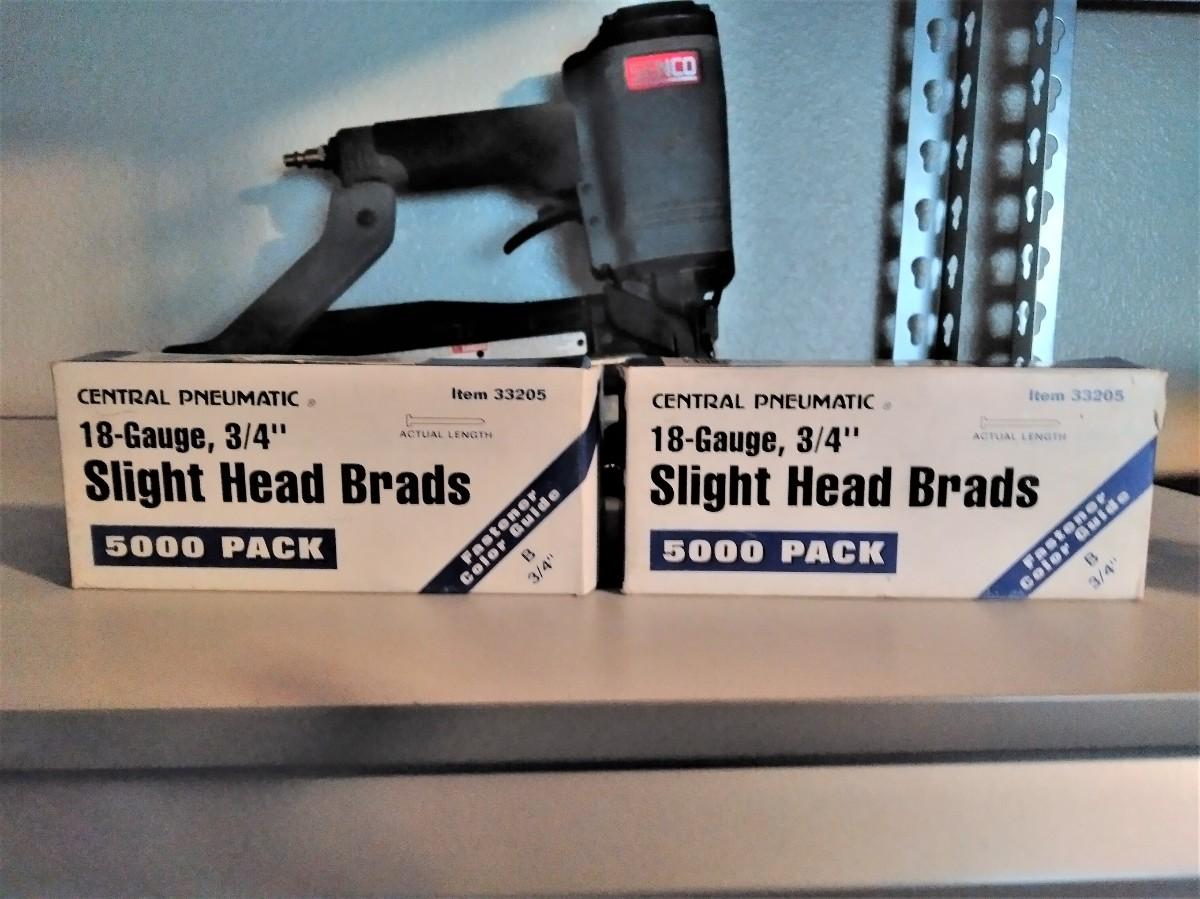 SENCO
CENTRAL PNEUMATIC ®
Item 33205
18-Gauge, 3/4"
ACTUAL LENGTH
Slight Head Brads
5000 PACK
Fastener
Color Guide
B
3/4"
CENTRAL PNEUMATIC ®
Item 33205
18-Gauge, 3/4"
ACTUAL LENGTH
Slight Head Brads
5000 PACK
Fastener
Color Guide
B
3/4"